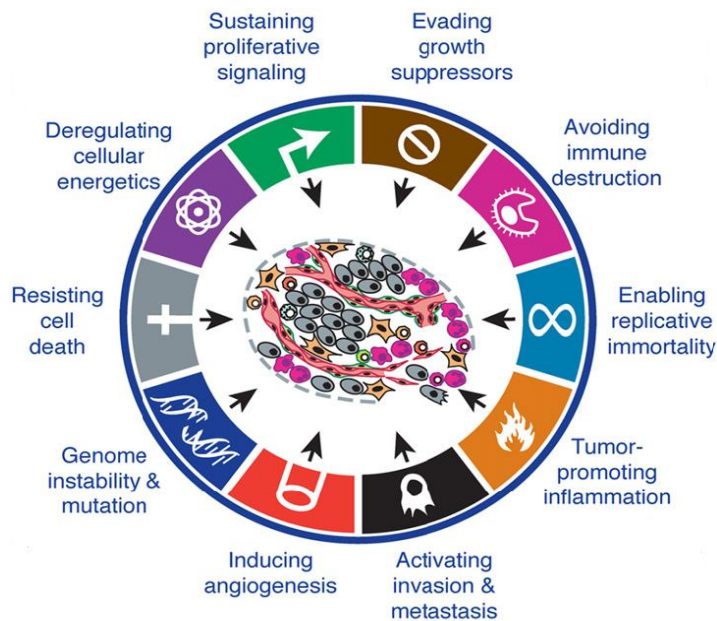 Sustaining
proliferative
signaling
Evading
growth
suppressors
Avoiding
immune
destruction
Enabling
replicative
immortality
Tumor-
promoting
inflammation
Activating
invasion &
metastasis
Inducing
angiogenesis
Genome
instability &
mutation
Resisting
cell
death
Deregulating
cellular
energetics